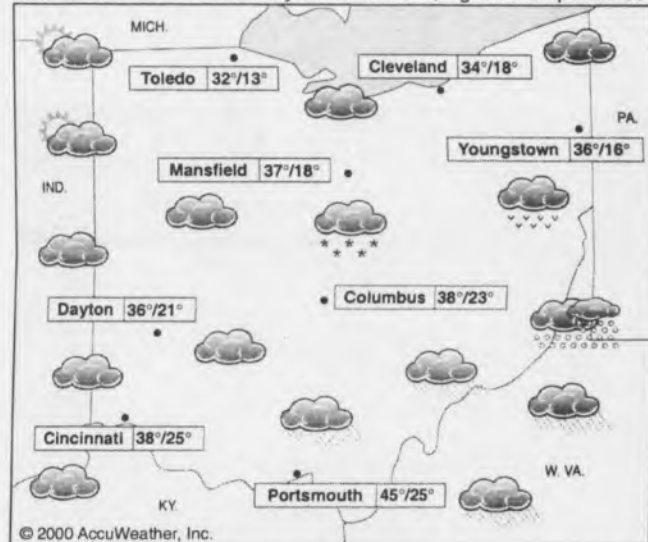 MICH.
Toledo 32°/13°
Cleveland 34°/18°
PA.
Youngstown 36°/16°
Mansfield 37°/18°
IND.
Columbus 38°/23°
Dayton 36°/21°
Cincinnati 38°/25°
W. VA.
Portsmouth 45°/25°
KY.
© 2000 AccuWeather, Inc.